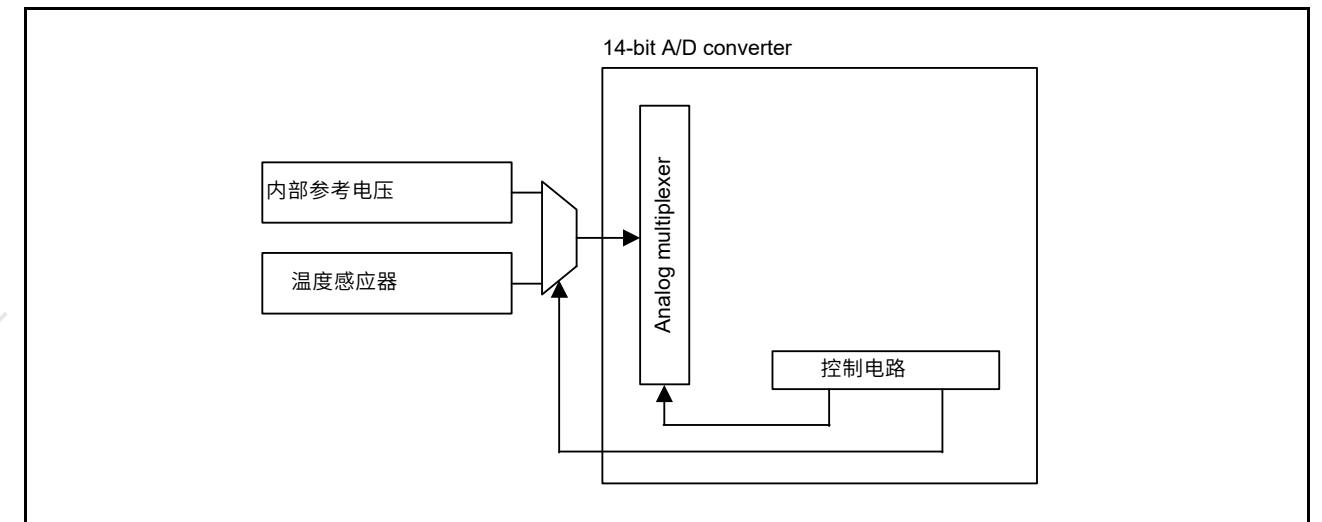 14-bit A/D converter
内部参考电压
温度感应器
Analog multiplexer
控制电路